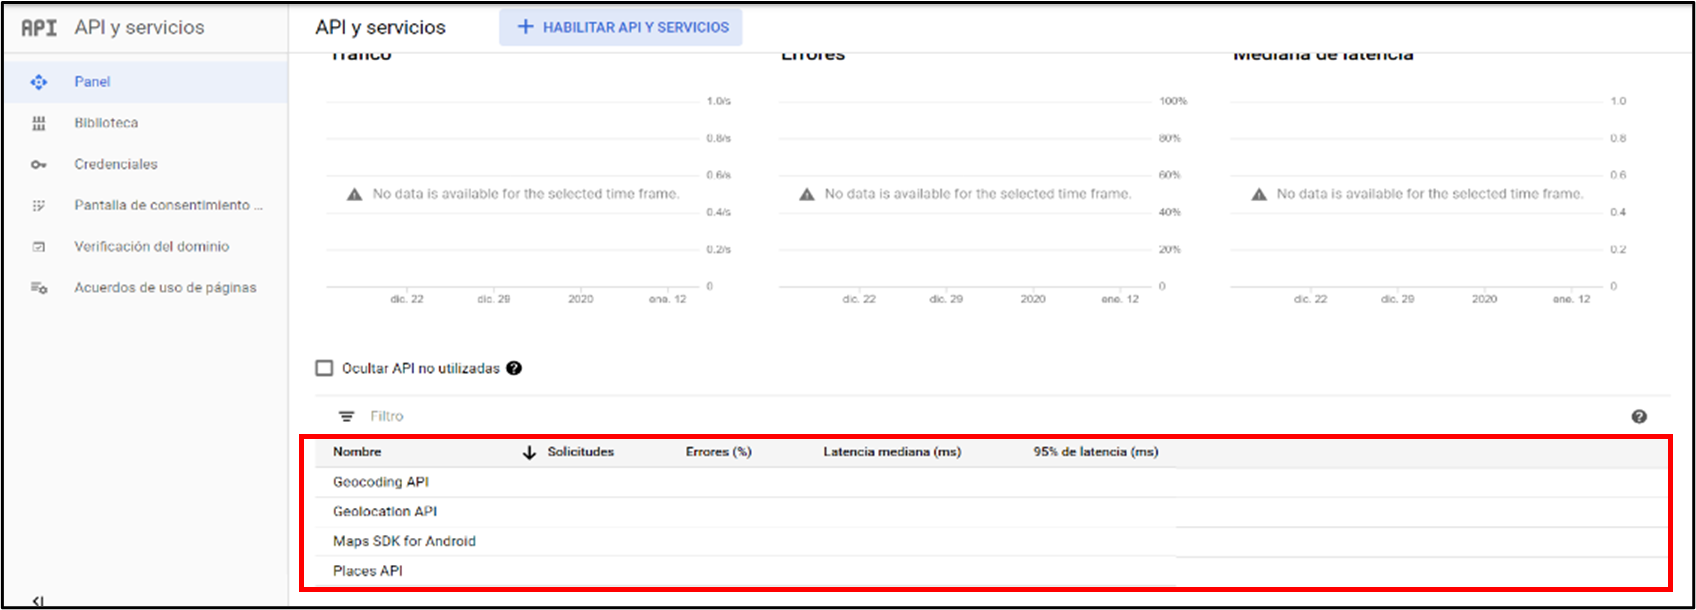 API API y servicios
Panel
Biblioteca
Credenciales
Pantalla de consentimiento ...
Verificación del dominio
Acuerdos de uso de páginas
API y servicios
+ HABILITAR API Y SERVICIOS
Tráfico
1.0/s
0.8/s
0.6/s
No data is available for the selected time frame.
0.4/s
0.2/s
0
dic. 22 dic. 29 2020 ene. 12
Errores
100%
80%
60%
No data is available for the selected time frame.
40%
20%
0
dic. 22 dic. 29 2020 ene. 12
Mediana de latencia
1.0
0.8
0.6
No data is available for the selected time frame.
0.4
0.2
0
dic. 22 dic. 29 2020 ene. 12
Ocultar API no utilizadas ?
Filtro ?
Nombre ↓ Solicitudes Errores (%) Latencia mediana (ms) 95% de latencia (ms)
Geocoding API
Geolocation API
Maps SDK for Android
Places API